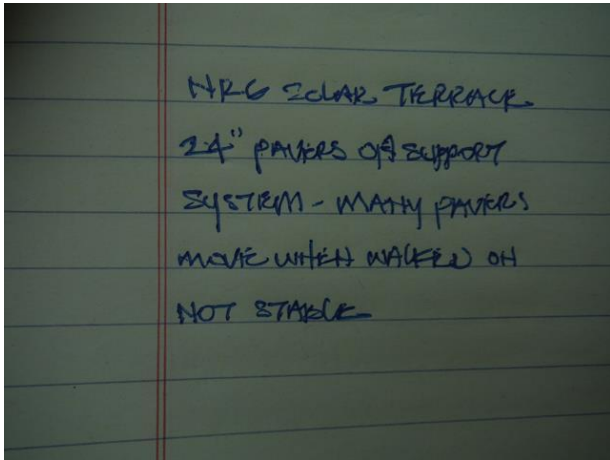 NRG SOLAR TERRACE
24" PAVERS ON SUPPORT
SYSTEM - MANY PAVERS
MOVE WHEN WALKED ON
NOT STABLE